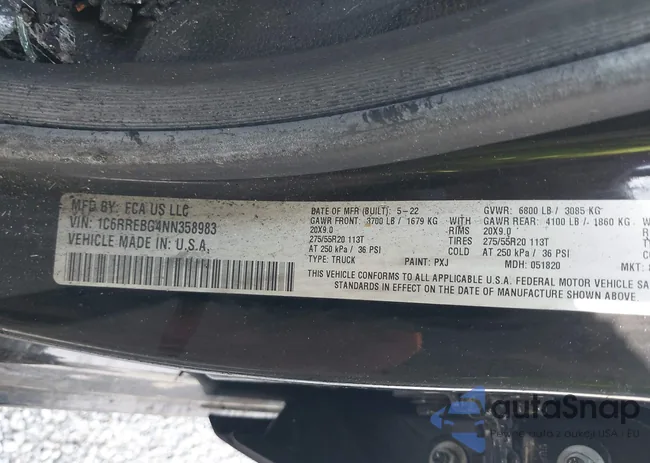 MFG BY: FCA US LLC
VIN: 1C6RREBG4NN358983
VEHICLE MADE IN: U.S.A.
DATE OF MFR (BUILT): 5-22 GVWR: 6800 LB / 3085 KG
GAWR FRONT: 3700 LB / 1679 KG WITH GAWR REAR: 4100 LB / 1860 KG
20X9.0 RIMS 20X9.0
275/55R20 113T TIRES 275/55R20 113T
AT 250 kPa / 36 PSI COLD AT 250 kPa / 36 PSI
TYPE: TRUCK PAINT: PXJ MDH: 051820 MKT:
THIS VEHICLE CONFORMS TO ALL APPLICABLE U.S.A. FEDERAL MOTOR VEHICLE SA
STANDARDS IN EFFECT ON THE DATE OF MANUFACTURE SHOWN ABOVE.
autoSnap